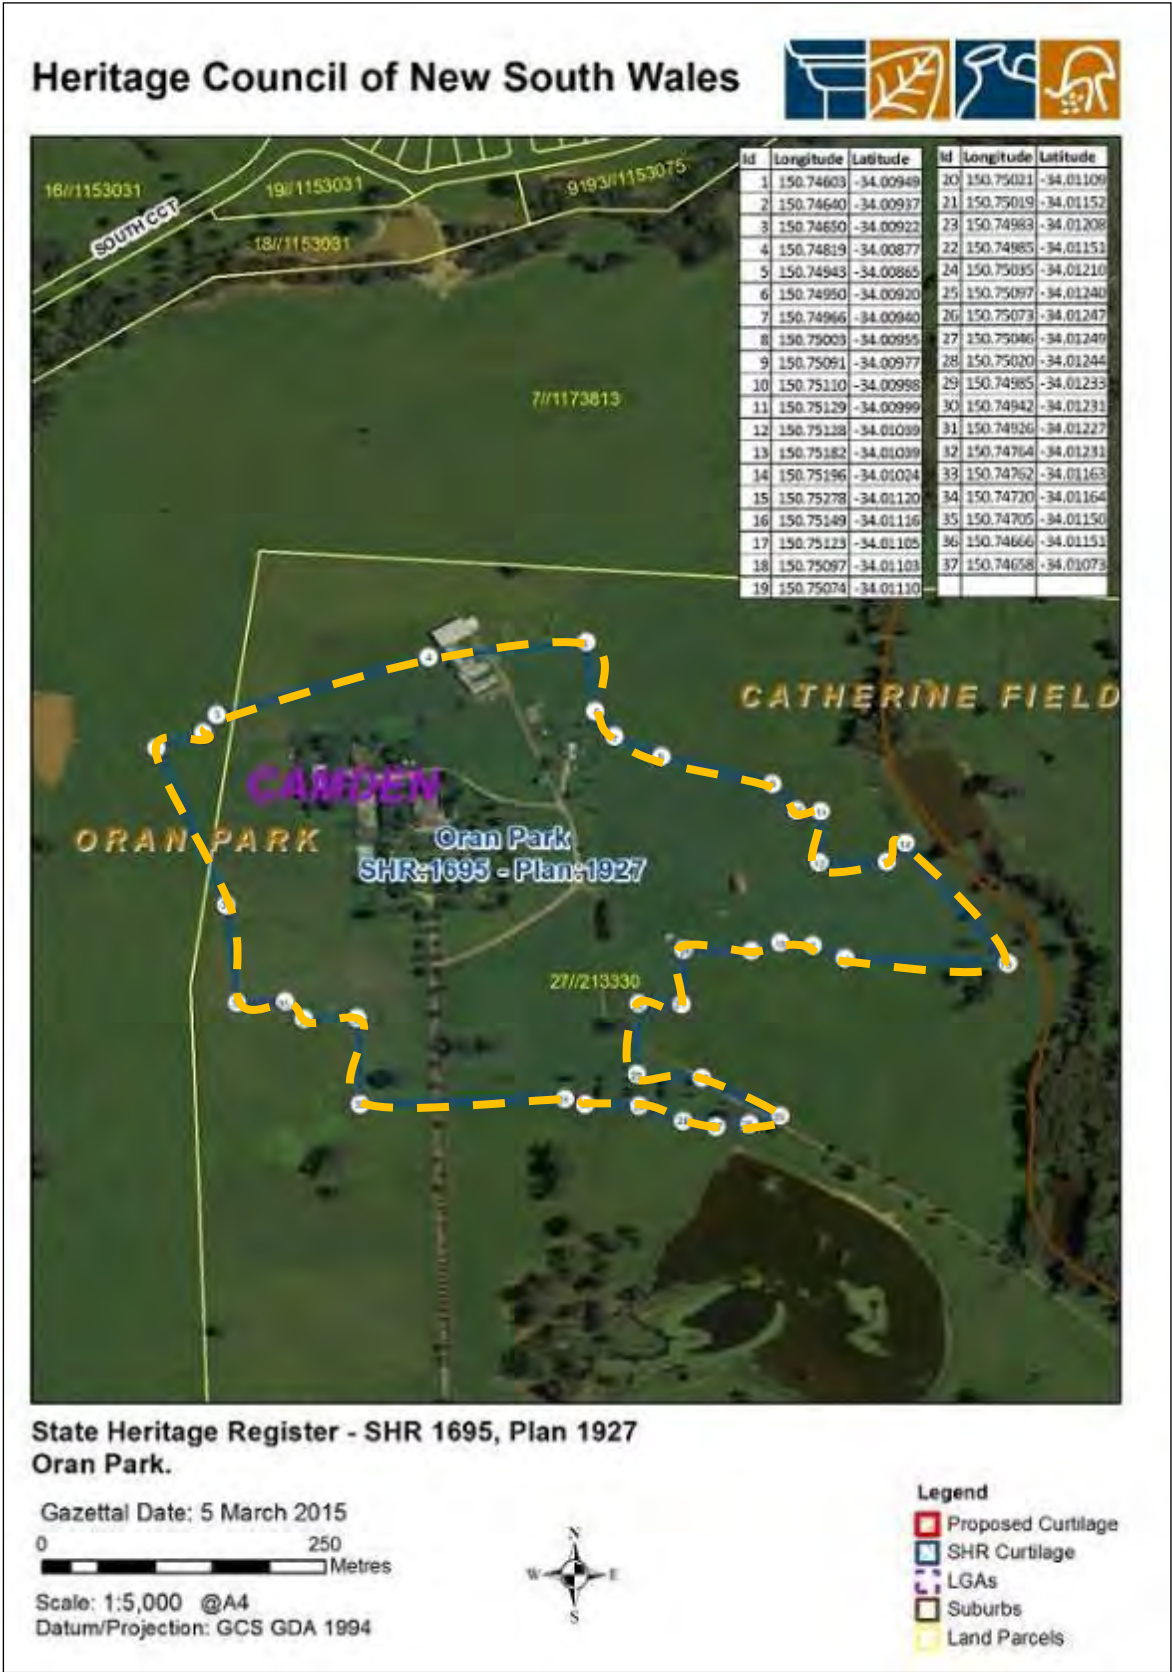 Heritage Council of New South Wales
16//1153031
19//1153031
9193//1153075
SOUTH CCT
18//1153031
7//1173813
Id Longitude Latitude
1 150.74603 -34.00949
2 150.74640 -34.00937
3 150.74650 -34.00922
4 150.74819 -34.00877
5 150.74943 -34.00865
6 150.74950 -34.00920
7 150.74966 -34.00940
8 150.75003 -34.00955
9 150.75091 -34.00977
10 150.75110 -34.00998
11 150.75129 -34.00999
12 150.75128 -34.01039
13 150.75182 -34.01039
14 150.75196 -34.01024
15 150.75278 -34.01120
16 150.75149 -34.01116
17 150.75123 -34.01105
18 150.75097 -34.01103
19 150.75074 -34.01110
Id Longitude Latitude
20 150.75021 -34.01109
21 150.75019 -34.01152
23 150.74983 -34.01208
22 150.74985 -34.01151
24 150.75035 -34.01210
25 150.75097 -34.01240
26 150.75073 -34.01247
27 150.75046 -34.01249
28 150.75020 -34.01244
29 150.74985 -34.01233
30 150.74942 -34.01231
31 150.74926 -34.01227
32 150.74764 -34.01231
33 150.74762 -34.01163
34 150.74720 -34.01164
35 150.74705 -34.01150
36 150.74666 -34.01151
37 150.74658 -34.01073
CATHERINE FIELD
4
3
CAMDEN
ORAN PARK
Oran Park
SHR:1695 - Plan:1927
27//213330
State Heritage Register - SHR 1695, Plan 1927
Oran Park.
Gazettal Date: 5 March 2015
0 250
Metres
Scale: 1:5,000 @A4
Datum/Projection: GCS GDA 1994
N
W E
S
Legend
Proposed Curtilage
SHR Curtilage
LGAs
Suburbs
Land Parcels